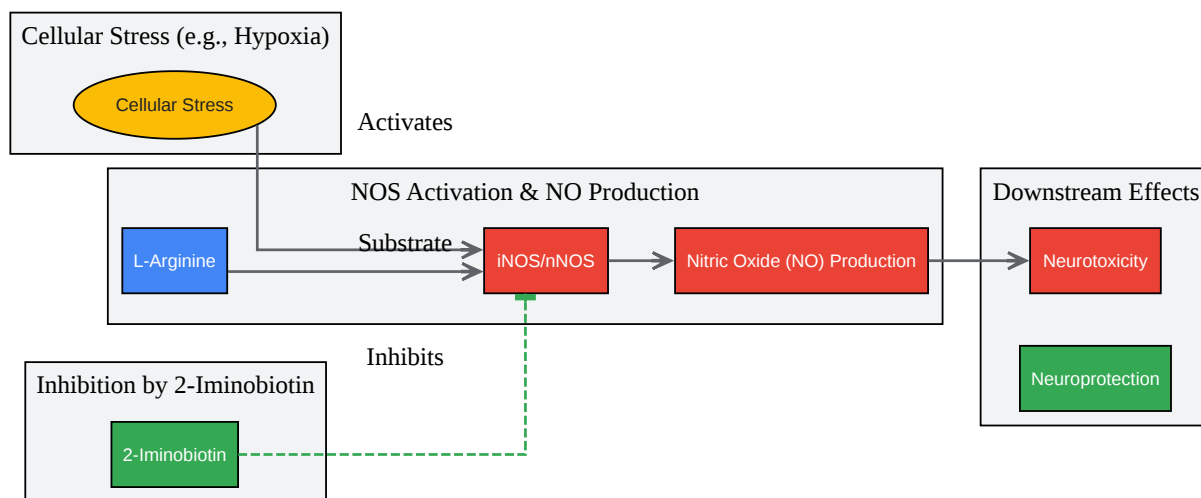 Cellular Stress (e.g., Hypoxia)
Cellular Stress
Activates
NOS Activation & NO Production
Downstream Effects
L-Arginine
Substrate
iNOS/nNOS
Nitric Oxide (NO) Production
Neurotoxicity
Inhibits
Neuroprotection
Inhibition by 2-Iminobiotin
2-Iminobiotin